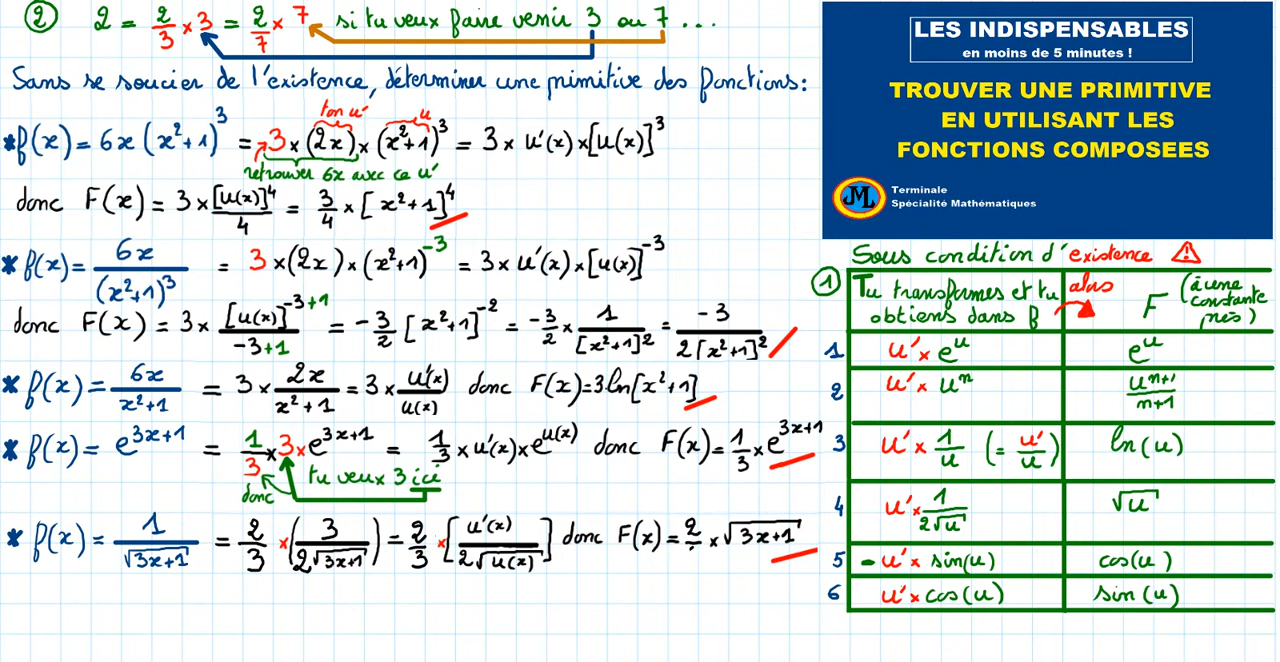 ② 2 = 2/3 × 3 = 2/7 × 7 si tu veux faire venir 3 ou 7 ...
Sans se soucier de l'existence, déterminer une primitive des fonctions :
ton u' u
* f(x) = 6x (x²+1)³ = 3 × (2x) × (x²+1)³ = 3 × u'(x) × [u(x)]³
retrouver 6x avec ce u'
donc F(x) = 3 × [u(x)]⁴/4 = 3/4 × [x²+1]⁴
* f(x) = 6x/(x²+1)³ = 3 × (2x) × (x²+1)⁻³ = 3 × u'(x) × [u(x)]⁻³
donc F(x) = 3 × [u(x)]⁻³⁺¹/-3+1 = -3/2 [x²+1]⁻² = -3/2 × 1/[x²+1]² = -3/2[x²+1]²
* f(x) = 6x/x²+1 = 3 × 2x/x²+1 = 3 × u'(x)/u(x) donc F(x) = 3 ln[x²+1]
* f(x) = e^3x+1 = 1/3 × 3 × e^3x+1 = 1/3 × u'(x) × e^u(x) donc F(x) = 1/3 × e^3x+1
donc tu veux 3 ici
* f(x) = 1/√3x+1 = 2/3 × (3/2√3x+1) = 2/3 × [u'(x)/2√u(x)] donc F(x) = 2/. × √3x+1
LES INDISPENSABLES
en moins de 5 minutes !
TROUVER UNE PRIMITIVE
EN UTILISANT LES
FONCTIONS COMPOSEES
JML
Terminale
Spécialité Mathématiques
Sous condition d'existence ⚠
① Tu transformes et tu obtiens dans f alors F (à une constante près)
1 u' × e^u e^u
2 u' × u^n u^n+1/n+1
3 u' × 1/u (= u'/u) ln(u)
4 u' × 1/2√u √u
5 - u' × sin(u) cos(u)
6 u' × cos(u) sin(u)